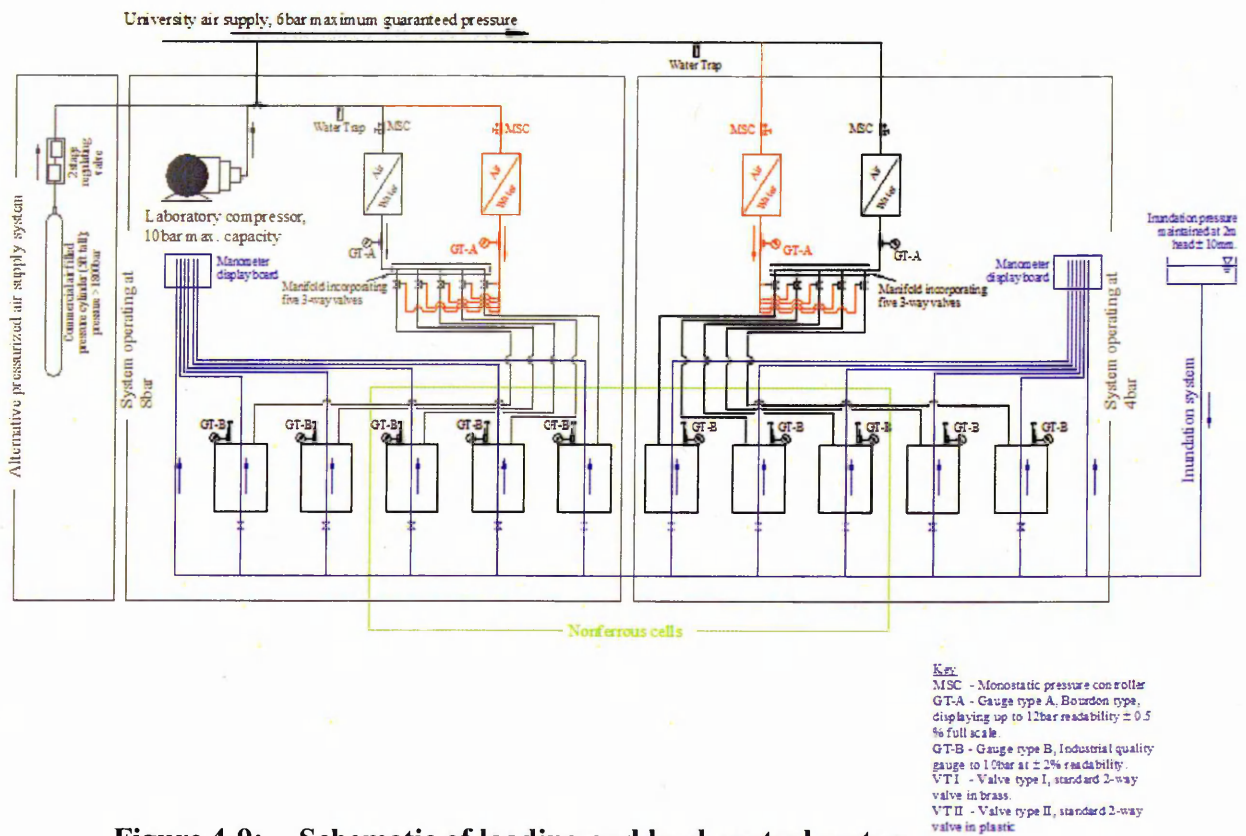 University air supply, 6bar maximum guaranteed pressure
Water Trap
Alternative pressurized air supply system
2 stage
regulating
valve
Commercial air filled
pressure cylinder (3m tall);
pressure > 1800bar
System operating at
8bar
Laboratory compressor,
10bar max. capacity
Water Trap
MSC
MSC
Air
Water
Air
Water
GT-A
GT-A
Manometer
display board
Manifold incorporating
five 3-way valves
MSC
MSC
Air
Water
Air
Water
GT-A
GT-A
Manifold incorporating
five 3-way valves
Manometer
display board
System operating at
4bar
Inundation pressure
maintained at 2m
head ± 10mm.
Inundation system
GT-B
GT-B
GT-B
GT-B
GT-B
GT-B
GT-B
GT-B
GT-B
GT-B
Nonferrous cells
Key
MSC - Monostatic pressure controller
GT-A - Gauge type A, Bourdon type,
displaying up to 12bar readability ± 0.5
% full scale.
GT-B - Gauge type B, Industrial quality
gauge to 10bar at ± 2% readability.
VT I - Valve type I, standard 2-way
valve in brass.
VT II - Valve type II, standard 2-way
valve in plastic